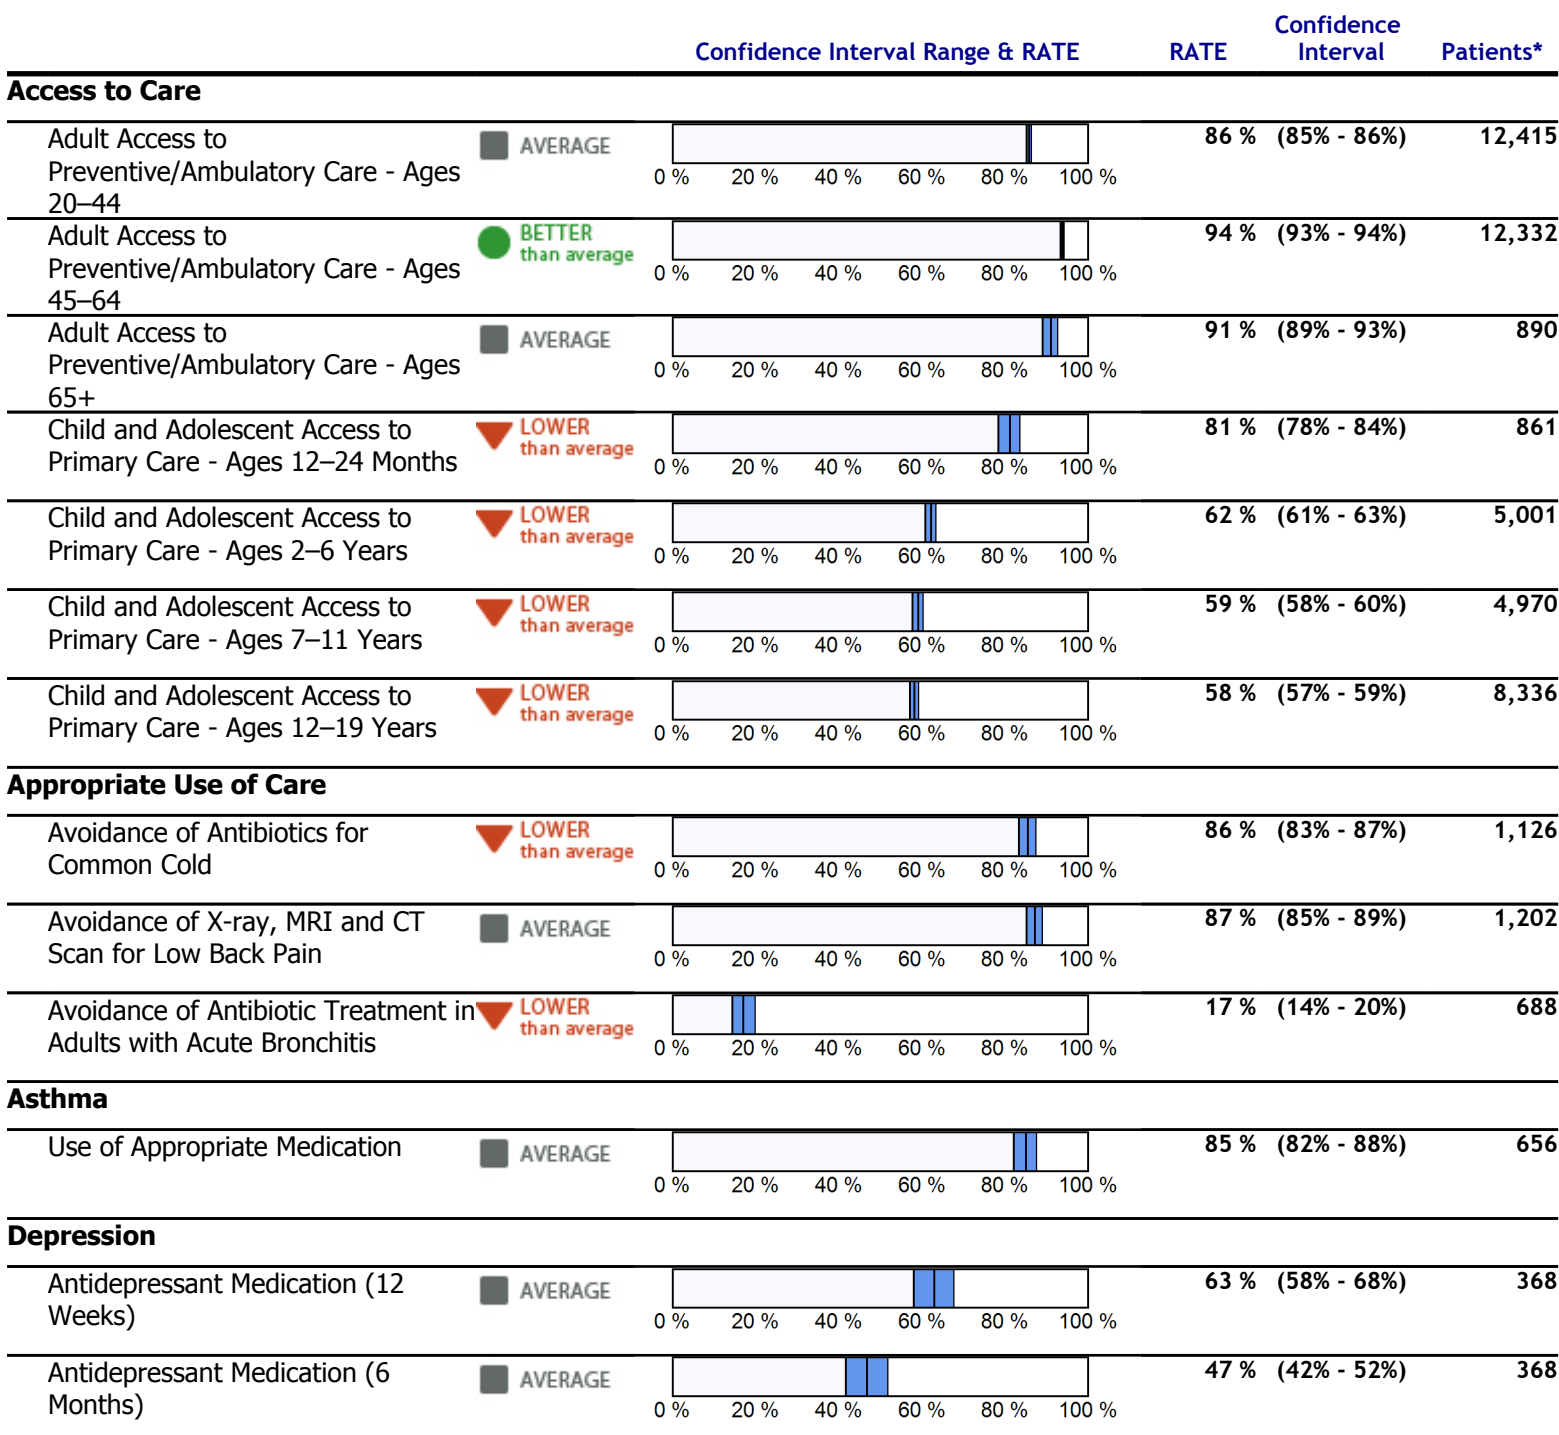 Confidence Interval Range & RATE RATE Confidence Interval Patients*
Access to Care
Adult Access to
Preventive/Ambulatory Care - Ages
20–44
AVERAGE
0 % 20 % 40 % 60 % 80 % 100 %
86 % (85% - 86%) 12,415
Adult Access to
Preventive/Ambulatory Care - Ages
45–64
BETTER
than average
0 % 20 % 40 % 60 % 80 % 100 %
94 % (93% - 94%) 12,332
Adult Access to
Preventive/Ambulatory Care - Ages
65+
AVERAGE
0 % 20 % 40 % 60 % 80 % 100 %
91 % (89% - 93%) 890
Child and Adolescent Access to
Primary Care - Ages 12–24 Months
LOWER
than average
0 % 20 % 40 % 60 % 80 % 100 %
81 % (78% - 84%) 861
Child and Adolescent Access to
Primary Care - Ages 2–6 Years
LOWER
than average
0 % 20 % 40 % 60 % 80 % 100 %
62 % (61% - 63%) 5,001
Child and Adolescent Access to
Primary Care - Ages 7–11 Years
LOWER
than average
0 % 20 % 40 % 60 % 80 % 100 %
59 % (58% - 60%) 4,970
Child and Adolescent Access to
Primary Care - Ages 12–19 Years
LOWER
than average
0 % 20 % 40 % 60 % 80 % 100 %
58 % (57% - 59%) 8,336
Appropriate Use of Care
Avoidance of Antibiotics for
Common Cold
LOWER
than average
0 % 20 % 40 % 60 % 80 % 100 %
86 % (83% - 87%) 1,126
Avoidance of X-ray, MRI and CT
Scan for Low Back Pain
AVERAGE
0 % 20 % 40 % 60 % 80 % 100 %
87 % (85% - 89%) 1,202
Avoidance of Antibiotic Treatment in
Adults with Acute Bronchitis
LOWER
than average
0 % 20 % 40 % 60 % 80 % 100 %
17 % (14% - 20%) 688
Asthma
Use of Appropriate Medication
AVERAGE
0 % 20 % 40 % 60 % 80 % 100 %
85 % (82% - 88%) 656
Depression
Antidepressant Medication (12
Weeks)
AVERAGE
0 % 20 % 40 % 60 % 80 % 100 %
63 % (58% - 68%) 368
Antidepressant Medication (6
Months)
AVERAGE
0 % 20 % 40 % 60 % 80 % 100 %
47 % (42% - 52%) 368